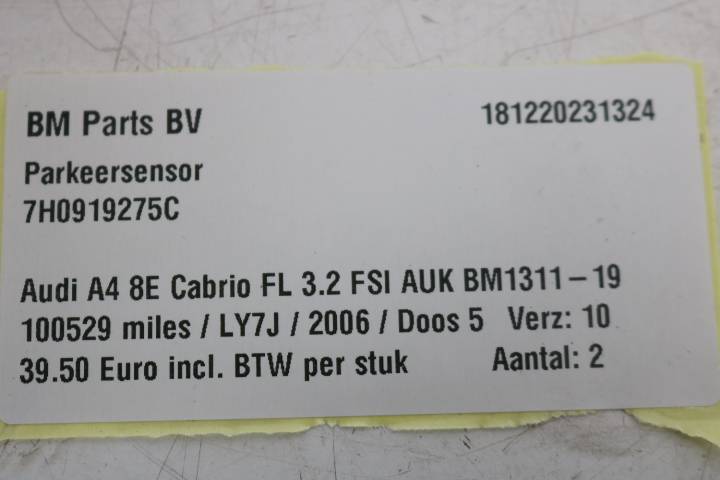 BM Parts BV 181220231324
Parkeersensor
7H0919275C
Audi A4 8E Cabrio FL 3.2 FSI AUK BM1311-19
100529 miles / LY7J / 2006 / Doos 5 Verz: 10
39.50 Euro incl. BTW per stuk Aantal: 2